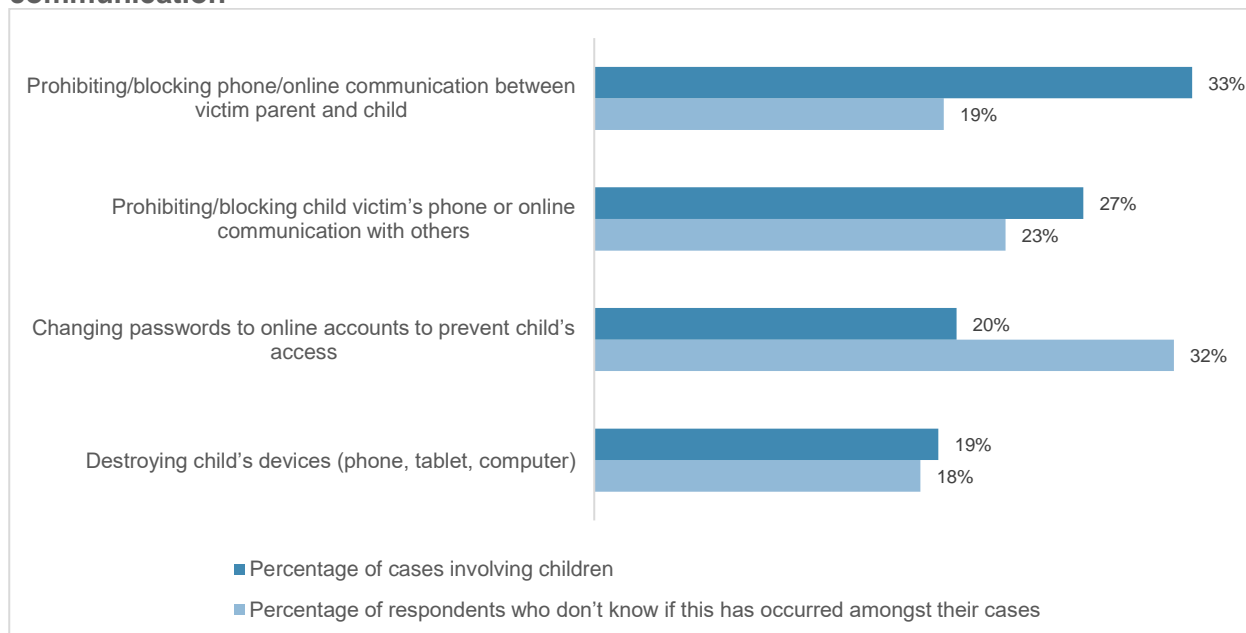 communication
Prohibiting/blocking phone/online communication between
victim parent and child
33%
19%
Prohibiting/blocking child victim’s phone or online
communication with others
27%
23%
Changing passwords to online accounts to prevent child’s
access
20%
32%
Destroying child’s devices (phone, tablet, computer)
19%
18%
Percentage of cases involving children
Percentage of respondents who don’t know if this has occurred amongst their cases